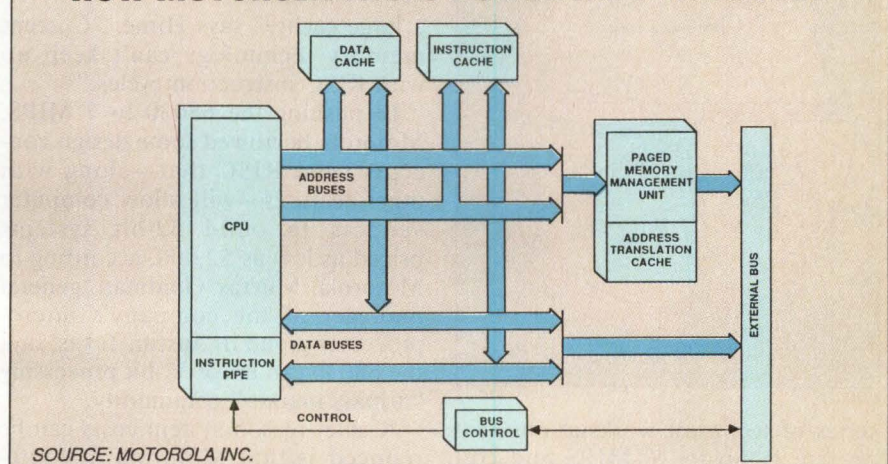 DATA
CACHE
INSTRUCTION
CACHE
ADDRESS
BUSES
CPU
PAGED
MEMORY
MANAGEMENT
UNIT
ADDRESS
TRANSLATION
CACHE
EXTERNAL BUS
DATA BUSES
INSTRUCTION
PIPE
CONTROL
BUS
CONTROL
SOURCE: MOTOROLA INC.